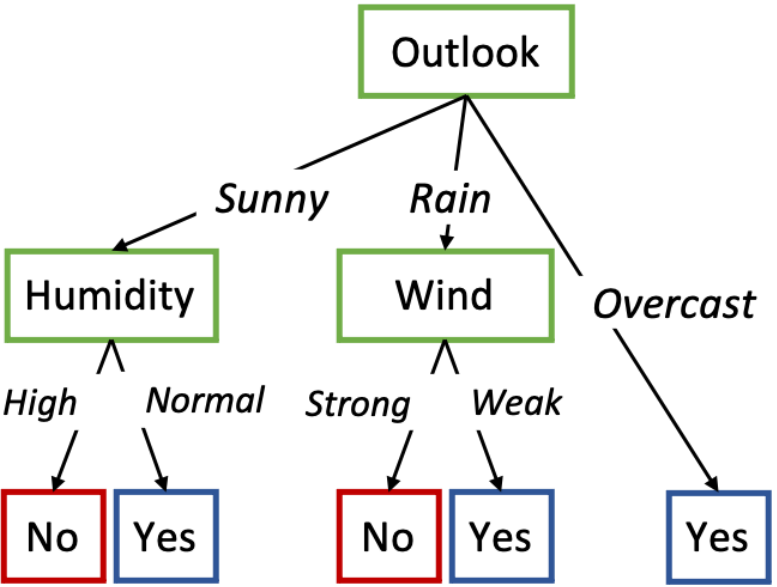 Outlook
Sunny
Rain
Humidity
Wind
Overcast
High
Normal
Strong
Weak
No
Yes
No
Yes
Yes